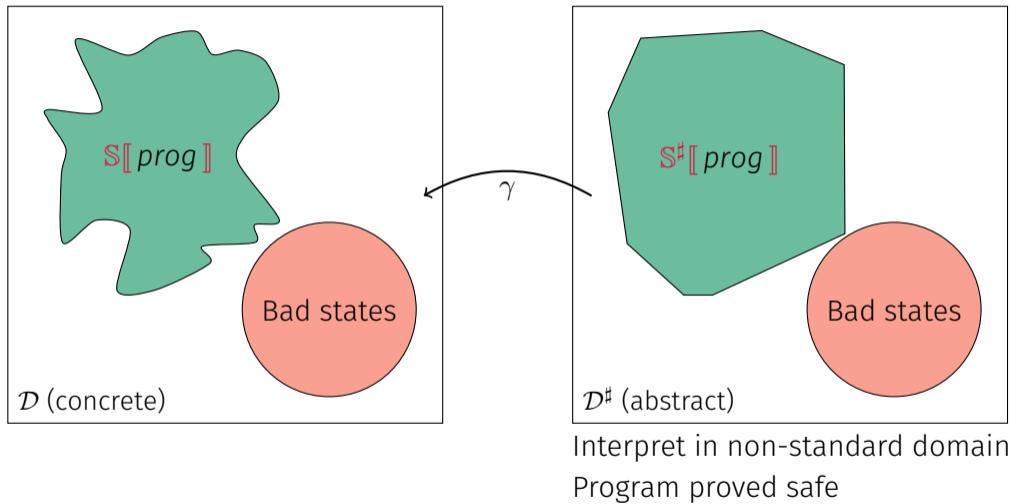 𝕊⟦ prog ⟧
Bad states
𝒟 (concrete)
γ
𝕊♯⟦ prog ⟧
Bad states
𝒟♯ (abstract)
Interpret in non-standard domain
Program proved safe